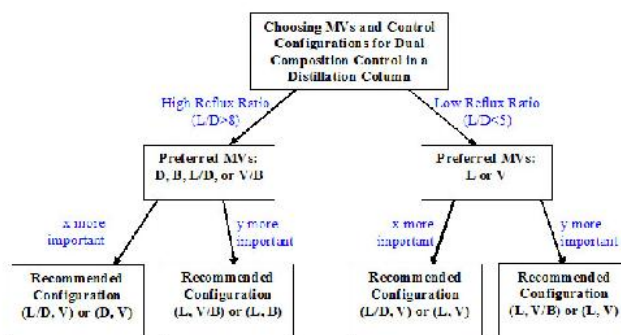 Choosing MVs and Control
Configurations for Dual
Composition Control in a
Distillation Column
High Reflux Ratio
(L/D>8)
Low Reflux Ratio
(L/D<5)
Preferred MVs:
D, B, L/D, or V/B
Preferred MVs:
L or V
x more
important
y more
important
x more
important
y more
important
Recommended
Configuration
(L/D, V) or (D, V)
Recommended
Configuration
(L, V/B) or (L, B)
Recommended
Configuration
(L/D, V) or (L, V)
Recommended
Configuration
(L, V/B) or (L, V)